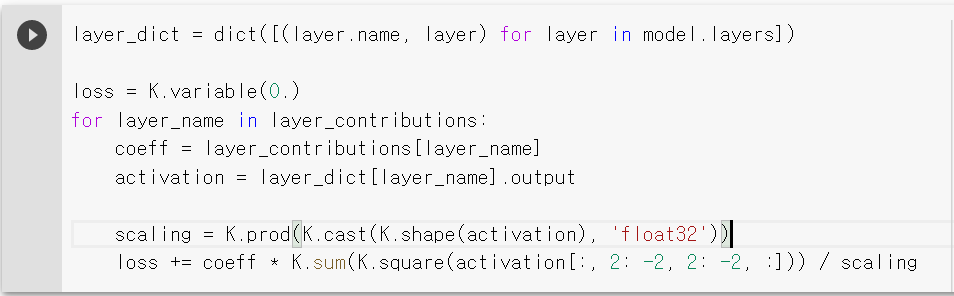 layer_dict = dict([(layer.name, layer) for layer in model.layers])
loss = K.variable(0.)
for layer_name in layer_contributions:
    coeff = layer_contributions[layer_name]
    activation = layer_dict[layer_name].output
    scaling = K.prod(K.cast(K.shape(activation), 'float32'))
    loss += coeff * K.sum(K.square(activation[:, 2: -2, 2: -2, :])) / scaling